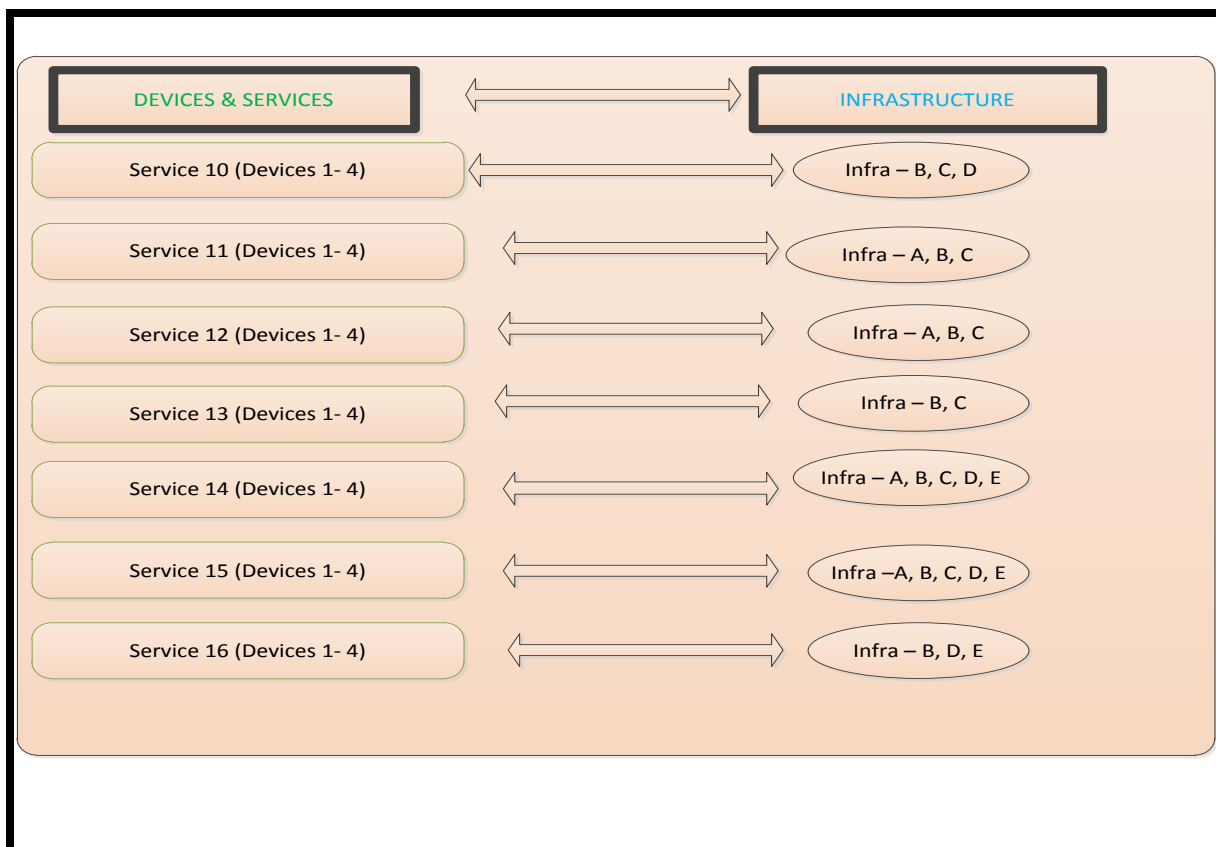 DEVICES & SERVICES
INFRASTRUCTURE
Service 10 (Devices 1- 4)
Infra – B, C, D
Service 11 (Devices 1- 4)
Infra – A, B, C
Service 12 (Devices 1- 4)
Infra – A, B, C
Service 13 (Devices 1- 4)
Infra – B, C
Service 14 (Devices 1- 4)
Infra – A, B, C, D, E
Service 15 (Devices 1- 4)
Infra –A, B, C, D, E
Service 16 (Devices 1- 4)
Infra – B, D, E